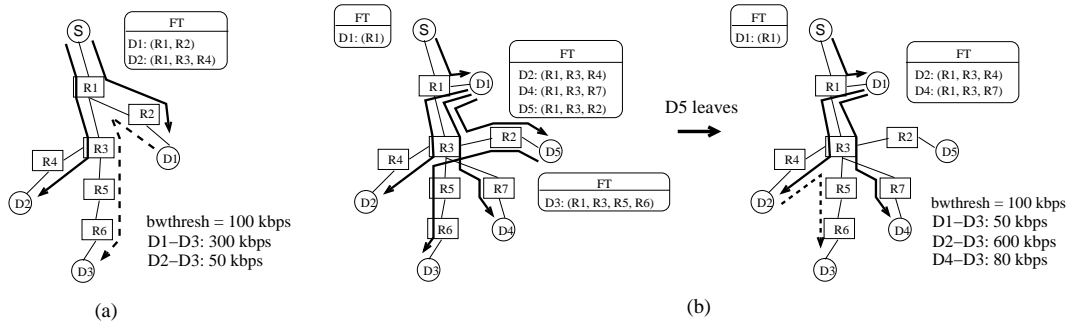 S
FT
D1: (R1, R2)
D2: (R1, R3, R4)
R1
R2
D1
R3
R4
D2
R5
R6
D3
bwthresh = 100 kbps
D1–D3: 300 kbps
D2–D3: 50 kbps
(a)
FT
D1: (R1)
S
R1
D1
FT
D2: (R1, R3, R4)
D4: (R1, R3, R7)
D5: (R1, R3, R2)
R2
D5
R3
R4
D2
R5
R7
R6
D4
D3
FT
D3: (R1, R3, R5, R6)
D5 leaves
(b)
FT
D1: (R1)
S
R1
D1
FT
D2: (R1, R3, R4)
D4: (R1, R3, R7)
R2
D5
R3
R4
D2
R5
R7
R6
D4
D3
bwthresh = 100 kbps
D1–D3: 50 kbps
D2–D3: 600 kbps
D4–D3: 80 kbps